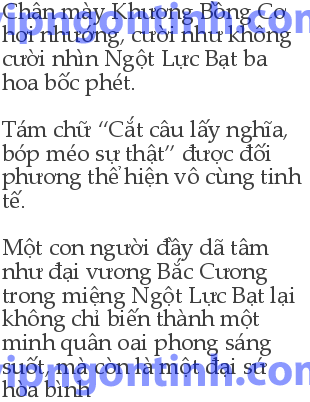 Chân mày Khương Bồng Cơ
hơi nhướng, cười như không
cười nhìn Ngột Lực Bạt ba
hoa bốc phét.
Tám chữ “Cắt câu lấy nghĩa,
bóp méo sự thật” được đối
phương thể hiện vô cùng tinh
tế.
Một con người đầy dã tâm
như đại vương Bắc Cương
trong miệng Ngột Lực Bạt lại
không chỉ biến thành một
minh quân oai phong sáng
suốt, mà còn là một đại sứ
hòa bình
vipngontinh.com
vipngontinh.com